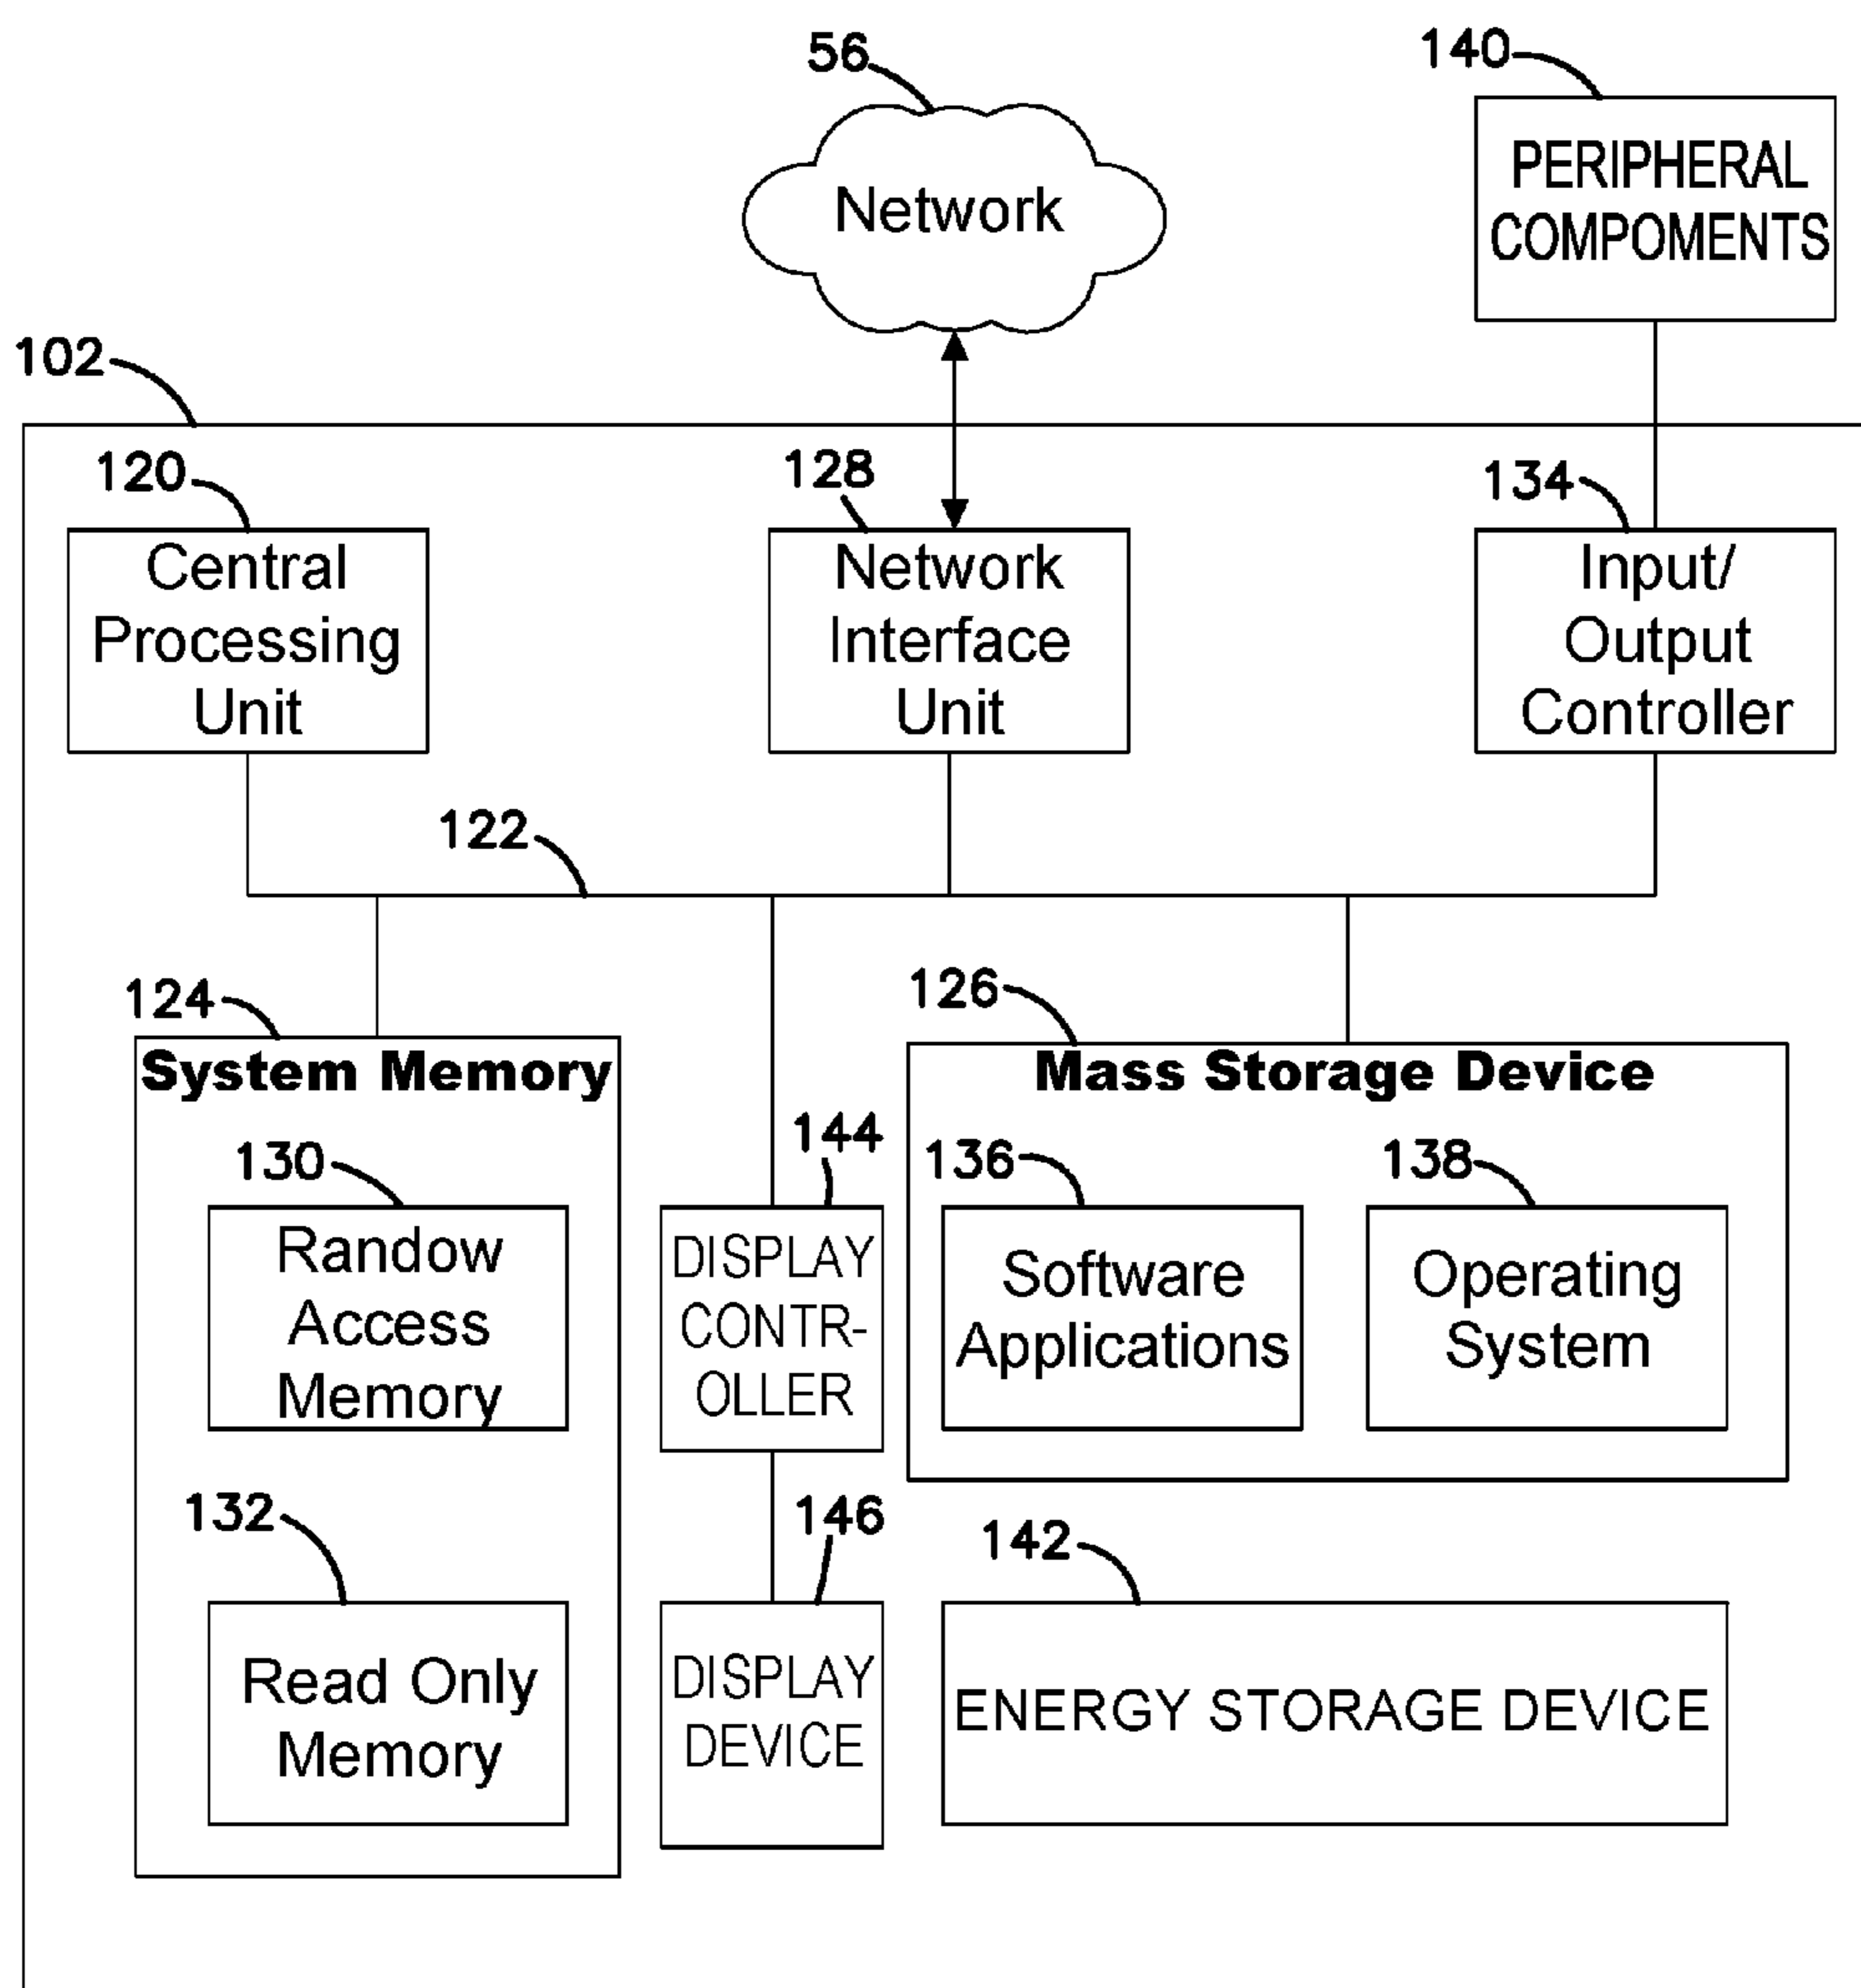 56
140
Network
PERIPHERAL
COMPOMENTS
102
120
128
134
Central
Processing
Unit
Network
Interface
Unit
Input/
Output
Controller
122
124
126
System Memory
Mass Storage Device
144
130
136
138
Randow
Access
Memory
DISPLAY
CONTR-
OLLER
Software
Applications
Operating
System
132
146
142
Read Only
Memory
DISPLAY
DEVICE
ENERGY STORAGE DEVICE